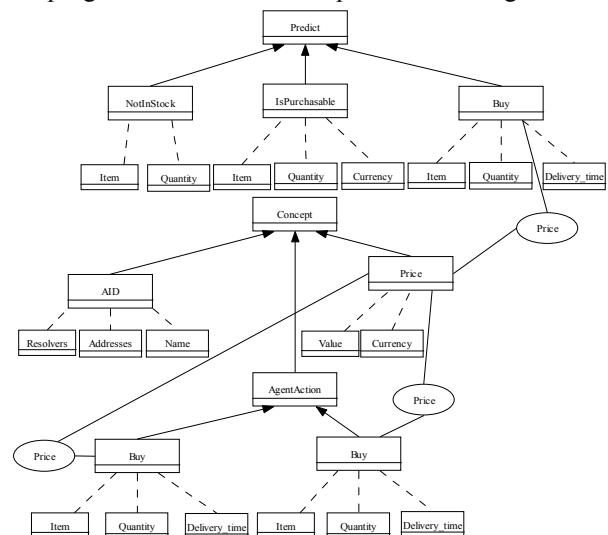 Predict
NotInStock
IsPurchasable
Buy
Item
Quantity
Item
Quantity
Currency
Item
Quantity
Delivery_time
Concept
Price
AID
Price
Resolvers
Addresses
Name
Value
Currency
AgentAction
Price
Price
Buy
Buy
Item
Quantity
Delivery_time
Item
Quantity
Delivery_time